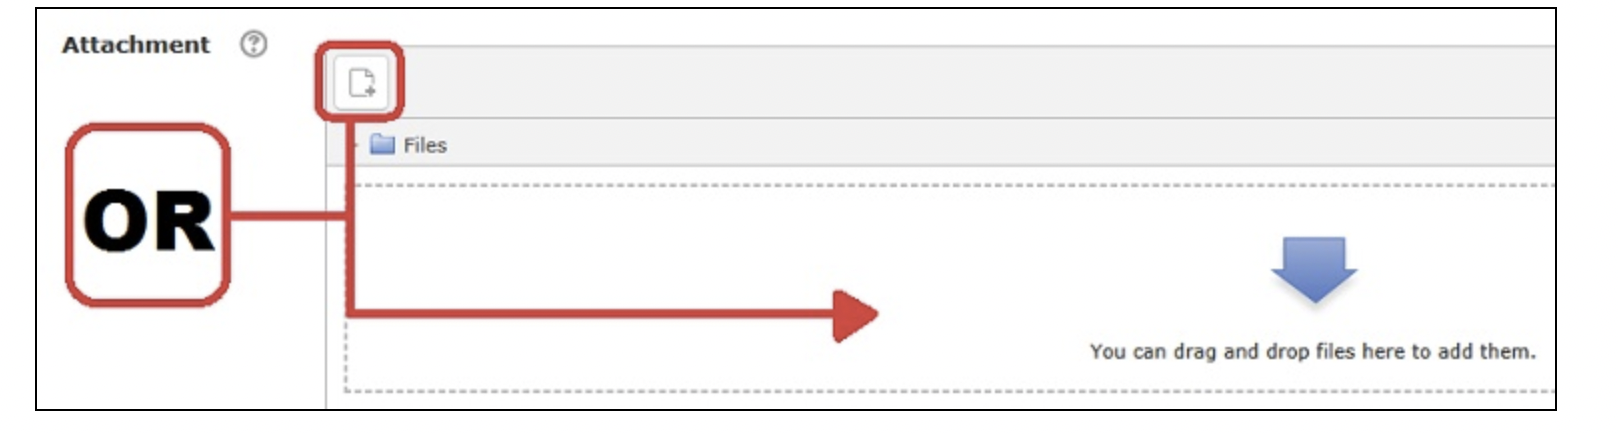 Attachment
Files
OR
You can drag and drop files here to add them.